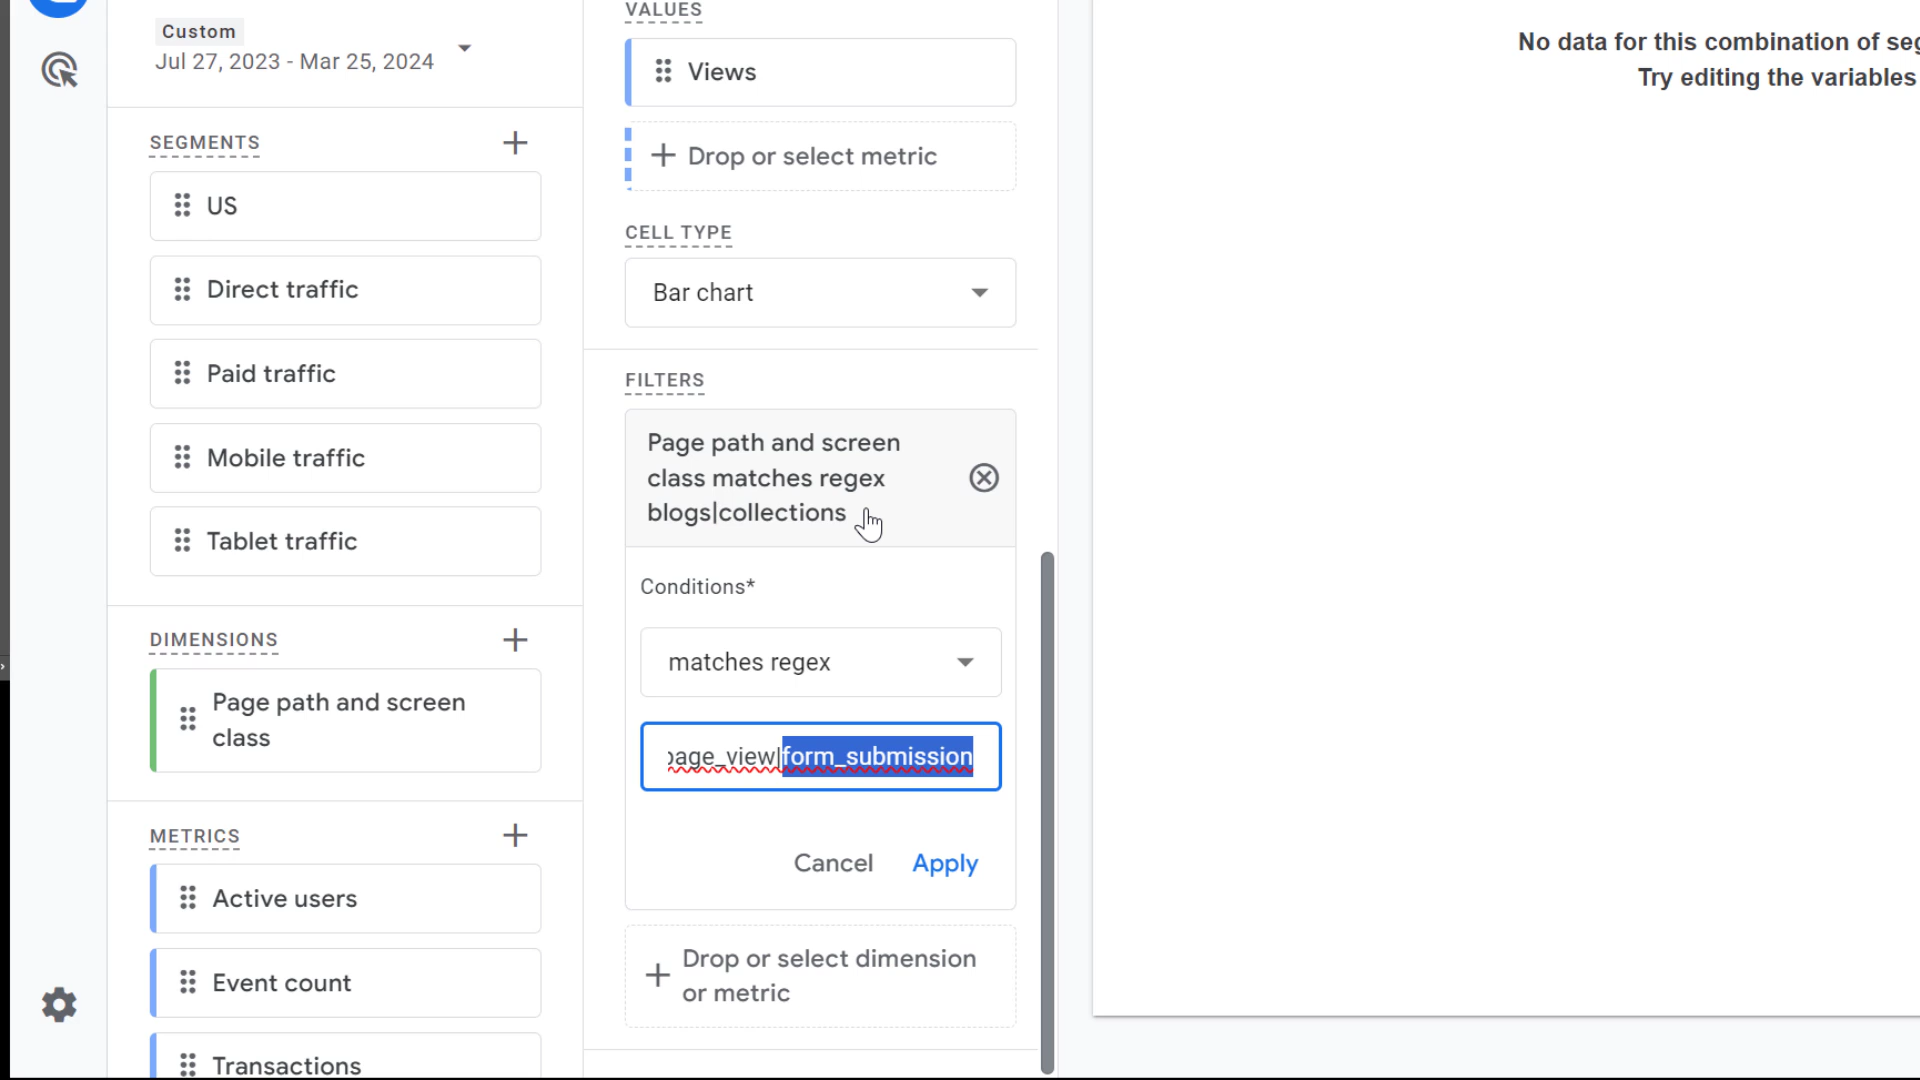 Custom
Jul 27, 2023 - Mar 25, 2024
SEGMENTS
US
Direct traffic
Paid traffic
Mobile traffic
Tablet traffic
DIMENSIONS
Page path and screen
class
METRICS
Active users
Event count
Transactions
VALUES
Views
Drop or select metric
CELL TYPE
Bar chart
FILTERS
Page path and screen
class matches regex
blogs|collections
Conditions*
matches regex
page_view|form_submission
Cancel
Apply
Drop or select dimension
or metric
No data for this combination of
Try editing the variables